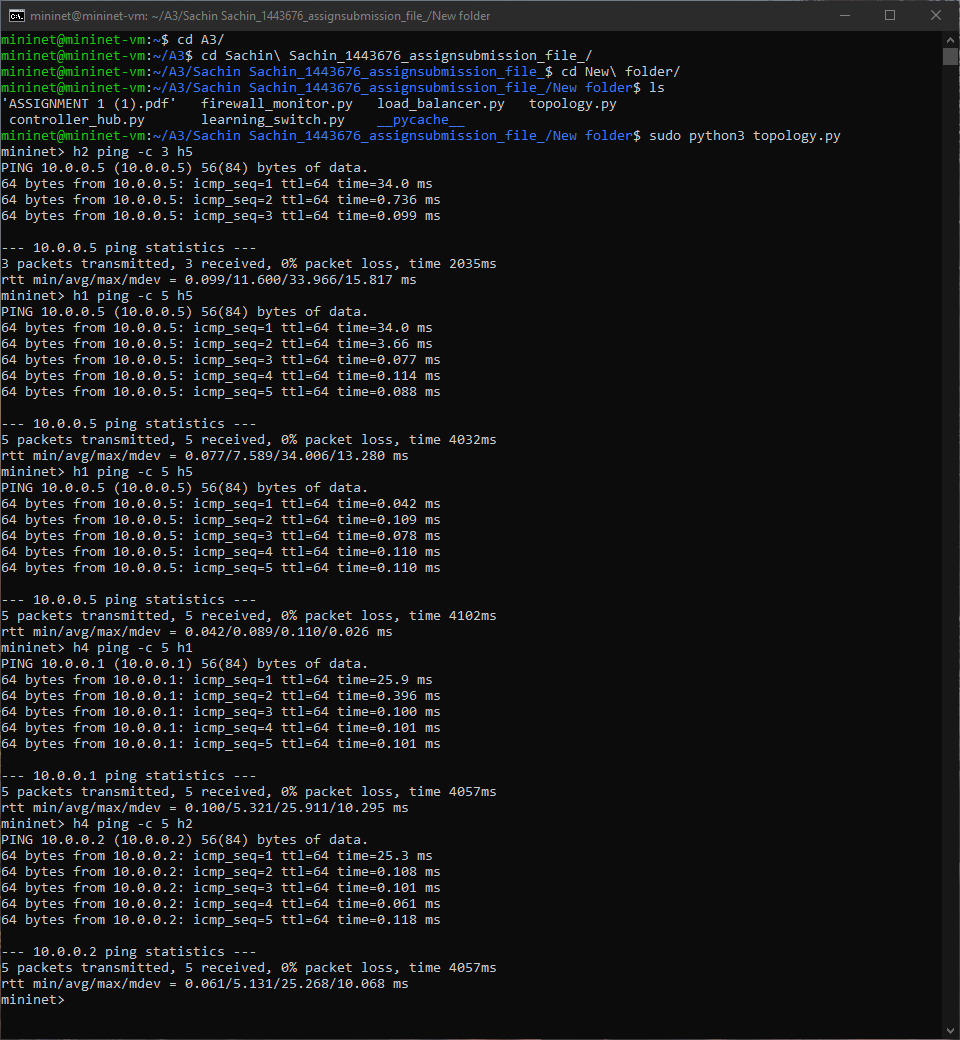 mininet@mininet-vm: ~/A3/Sachin Sachin_1443676_assignsubmission_file_/New folder
mininet@mininet-vm:~$ cd A3/
mininet@mininet-vm:~/A3$ cd Sachin\ Sachin_1443676_assignsubmission_file_/
mininet@mininet-vm:~/A3/Sachin Sachin_1443676_assignsubmission_file_$ cd New\ folder/
mininet@mininet-vm:~/A3/Sachin Sachin_1443676_assignsubmission_file_/New folder$ ls
'ASSIGNMENT 1 (1).pdf'   firewall_monitor.py   load_balancer.py   topology.py
 controller_hub.py       learning_switch.py    __pycache__
mininet@mininet-vm:~/A3/Sachin Sachin_1443676_assignsubmission_file_/New folder$ sudo python3 topology.py
mininet> h2 ping -c 3 h5
PING 10.0.0.5 (10.0.0.5) 56(84) bytes of data.
64 bytes from 10.0.0.5: icmp_seq=1 ttl=64 time=34.0 ms
64 bytes from 10.0.0.5: icmp_seq=2 ttl=64 time=0.736 ms
64 bytes from 10.0.0.5: icmp_seq=3 ttl=64 time=0.099 ms
--- 10.0.0.5 ping statistics ---
3 packets transmitted, 3 received, 0% packet loss, time 2035ms
rtt min/avg/max/mdev = 0.099/11.600/33.966/15.817 ms
mininet> h1 ping -c 5 h5
PING 10.0.0.5 (10.0.0.5) 56(84) bytes of data.
64 bytes from 10.0.0.5: icmp_seq=1 ttl=64 time=34.0 ms
64 bytes from 10.0.0.5: icmp_seq=2 ttl=64 time=3.66 ms
64 bytes from 10.0.0.5: icmp_seq=3 ttl=64 time=0.077 ms
64 bytes from 10.0.0.5: icmp_seq=4 ttl=64 time=0.114 ms
64 bytes from 10.0.0.5: icmp_seq=5 ttl=64 time=0.088 ms
--- 10.0.0.5 ping statistics ---
5 packets transmitted, 5 received, 0% packet loss, time 4032ms
rtt min/avg/max/mdev = 0.077/7.589/34.006/13.280 ms
mininet> h1 ping -c 5 h5
PING 10.0.0.5 (10.0.0.5) 56(84) bytes of data.
64 bytes from 10.0.0.5: icmp_seq=1 ttl=64 time=0.042 ms
64 bytes from 10.0.0.5: icmp_seq=2 ttl=64 time=0.109 ms
64 bytes from 10.0.0.5: icmp_seq=3 ttl=64 time=0.078 ms
64 bytes from 10.0.0.5: icmp_seq=4 ttl=64 time=0.110 ms
64 bytes from 10.0.0.5: icmp_seq=5 ttl=64 time=0.110 ms
--- 10.0.0.5 ping statistics ---
5 packets transmitted, 5 received, 0% packet loss, time 4102ms
rtt min/avg/max/mdev = 0.042/0.089/0.110/0.026 ms
mininet> h4 ping -c 5 h1
PING 10.0.0.1 (10.0.0.1) 56(84) bytes of data.
64 bytes from 10.0.0.1: icmp_seq=1 ttl=64 time=25.9 ms
64 bytes from 10.0.0.1: icmp_seq=2 ttl=64 time=0.396 ms
64 bytes from 10.0.0.1: icmp_seq=3 ttl=64 time=0.100 ms
64 bytes from 10.0.0.1: icmp_seq=4 ttl=64 time=0.101 ms
64 bytes from 10.0.0.1: icmp_seq=5 ttl=64 time=0.101 ms
--- 10.0.0.1 ping statistics ---
5 packets transmitted, 5 received, 0% packet loss, time 4057ms
rtt min/avg/max/mdev = 0.100/5.321/25.911/10.295 ms
mininet> h4 ping -c 5 h2
PING 10.0.0.2 (10.0.0.2) 56(84) bytes of data.
64 bytes from 10.0.0.2: icmp_seq=1 ttl=64 time=25.3 ms
64 bytes from 10.0.0.2: icmp_seq=2 ttl=64 time=0.108 ms
64 bytes from 10.0.0.2: icmp_seq=3 ttl=64 time=0.101 ms
64 bytes from 10.0.0.2: icmp_seq=4 ttl=64 time=0.061 ms
64 bytes from 10.0.0.2: icmp_seq=5 ttl=64 time=0.118 ms
--- 10.0.0.2 ping statistics ---
5 packets transmitted, 5 received, 0% packet loss, time 4057ms
rtt min/avg/max/mdev = 0.061/5.131/25.268/10.068 ms
mininet>